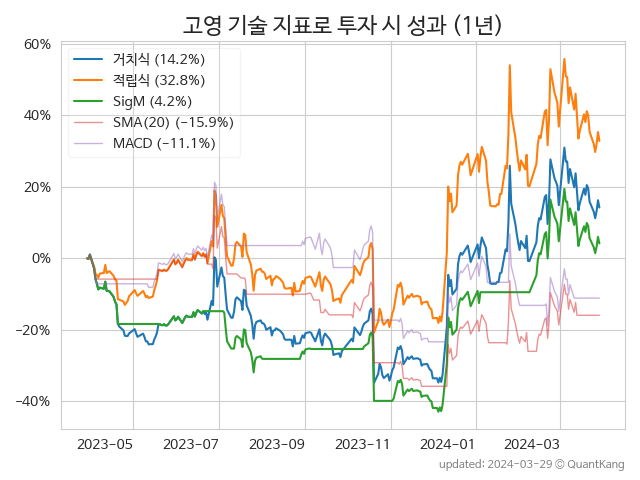 고영 기술 지표로 투자 시 성과 (1년)
60%
40%
20%
0%
−20%
−40%
거치식 (14.2%)
적립식 (32.8%)
SigM (4.2%)
SMA(20) (−15.9%)
MACD (−11.1%)
2023-05 2023-07 2023-09 2023-11 2024-01 2024-03
updated: 2024-03-29 © QuantKang